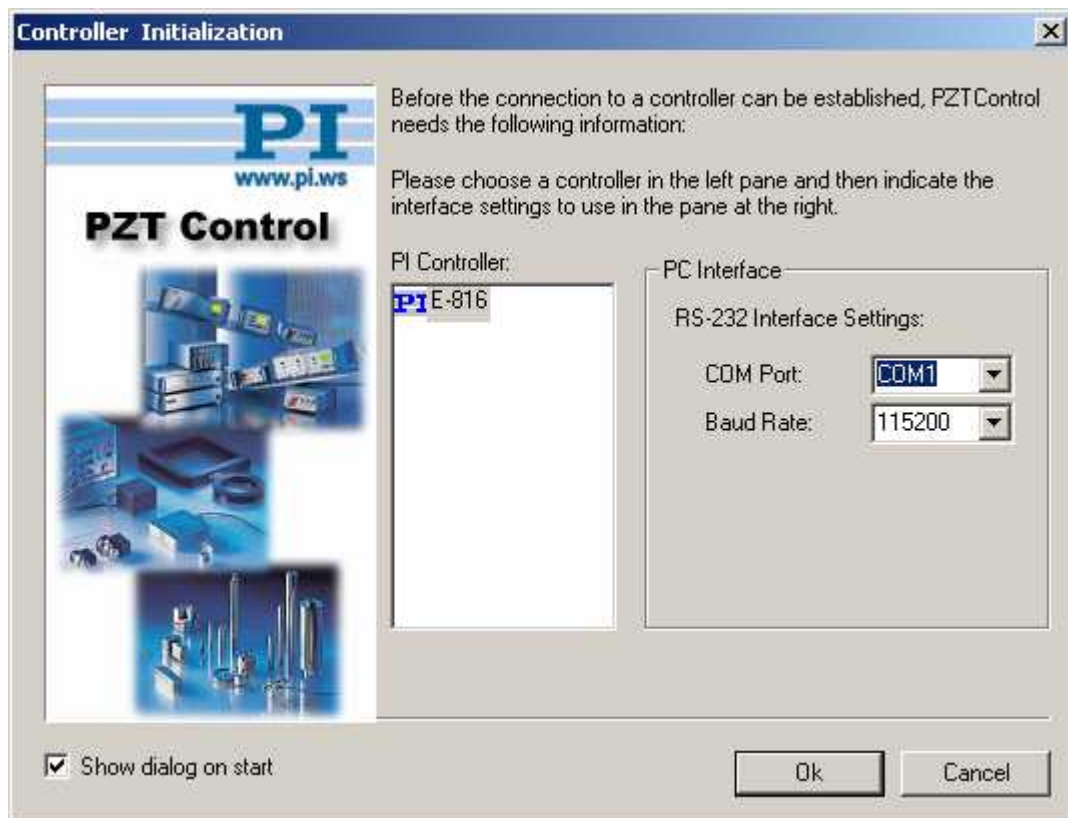 Controller Initialization
PI
www.pi.ws
PZT Control
Before the connection to a controller can be established, PZTControl
needs the following information:
Please choose a controller in the left pane and then indicate the
interface settings to use in the pane at the right.
PI Controller:
PI E-816
PC Interface
RS-232 Interface Settings:
COM Port: COM1
Baud Rate: 115200
Show dialog on start
Ok
Cancel